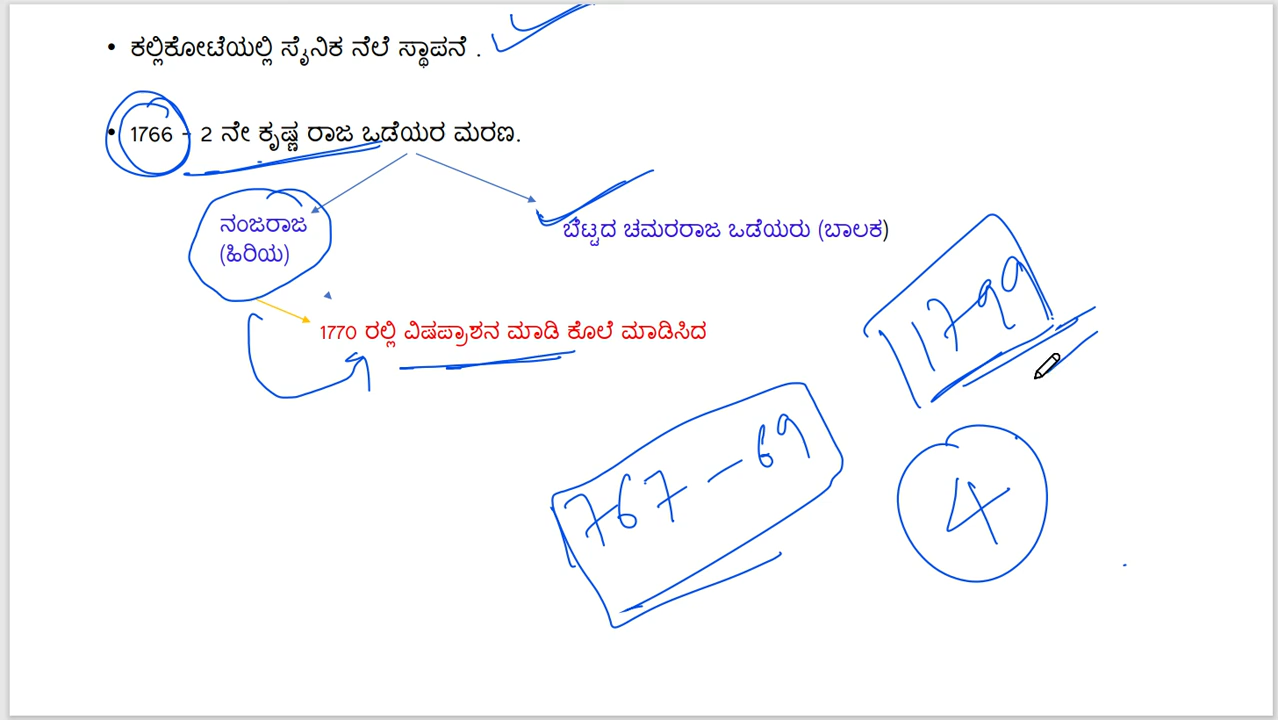 • ಕಲ್ಲಿಕೋಟೆಯಲ್ಲಿ ಸೈನಿಕ ನೆಲೆ ಸ್ಥಾಪನೆ .
• 1766 - 2 ನೇ ಕೃಷ್ಣ ರಾಜ ಒಡೆಯರ ಮರಣ.
ನಂಜರಾಜ
(ಹಿರಿಯ)
ಬೆಟ್ಟದ ಚಮರರಾಜ ಒಡೆಯರು (ಬಾಲಕ)
1770 ರಲ್ಲಿ ವಿಷಪ್ರಾಶನ ಮಾಡಿ ಕೊಲೆ ಮಾಡಿಸಿದ
1799
1767 - 69
4